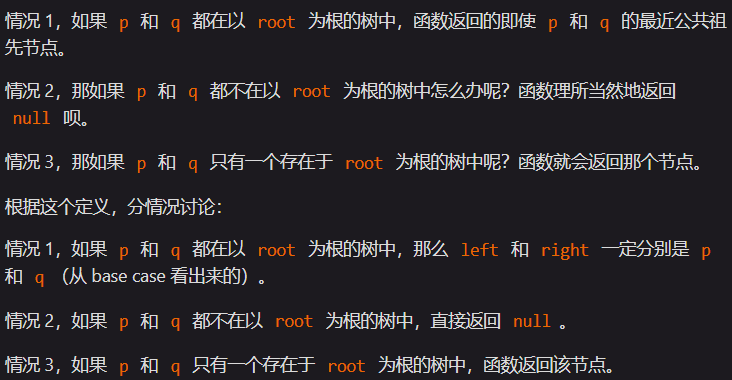 情况 1，如果 p 和 q 都在以 root 为根的树中，函数返回的即使 p 和 q 的最近公共祖
先节点。
情况 2，那如果 p 和 q 都不在以 root 为根的树中怎么办呢？函数理所当然地返回
null 呗。
情况 3，那如果 p 和 q 只有一个存在于 root 为根的树中呢？函数就会返回那个节点。
根据这个定义，分情况讨论：
情况 1，如果 p 和 q 都在以 root 为根的树中，那么 left 和 right 一定分别是 p
和 q （从 base case 看出来的）。
情况 2，如果 p 和 q 都不在以 root 为根的树中，直接返回 null 。
情况 3，如果 p 和 q 只有一个存在于 root 为根的树中，函数返回该节点。